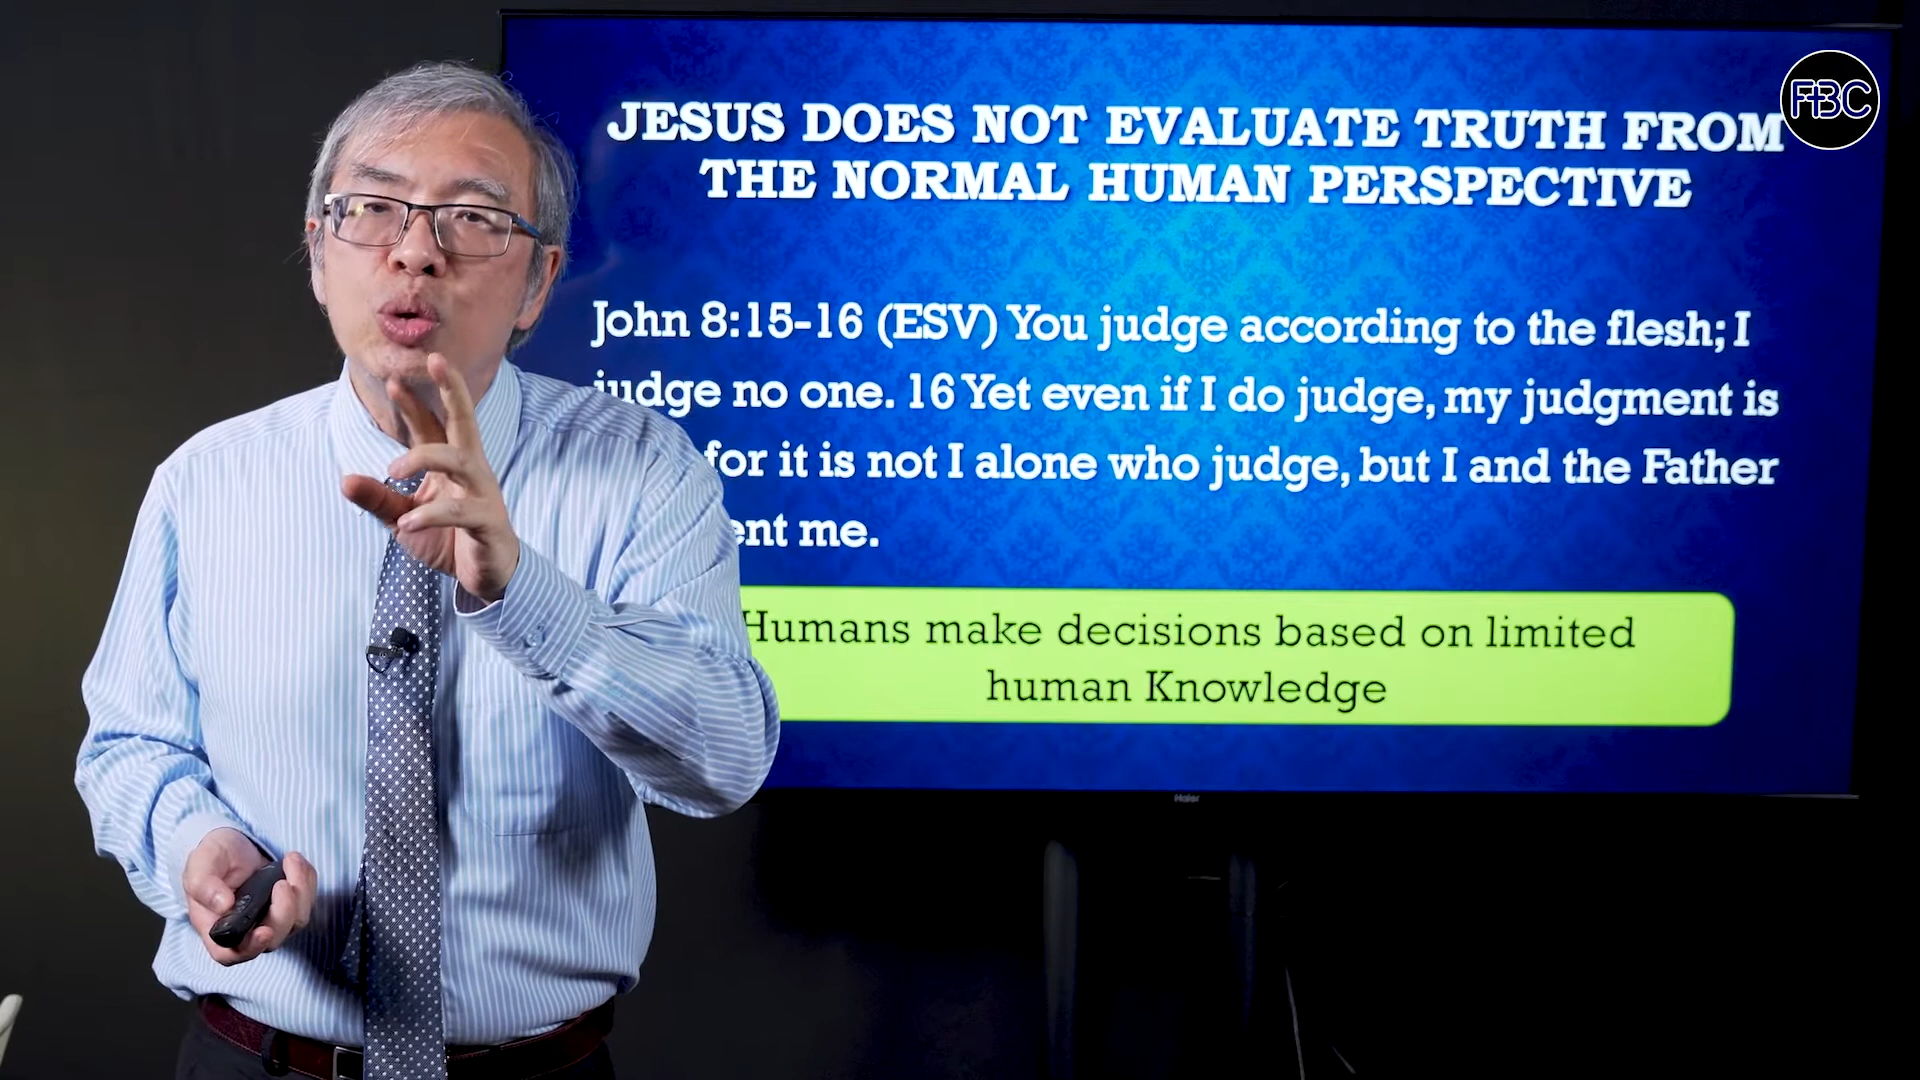 FBC
JESUS DOES NOT EVALUATE TRUTH FROM
THE NORMAL HUMAN PERSPECTIVE
John 8:15-16 (ESV) You judge according to the flesh; I
judge no one. 16 Yet even if I do judge, my judgment is
for it is not I alone who judge, but I and the Father
me.
Humans make decisions based on limited
human Knowledge
Haier